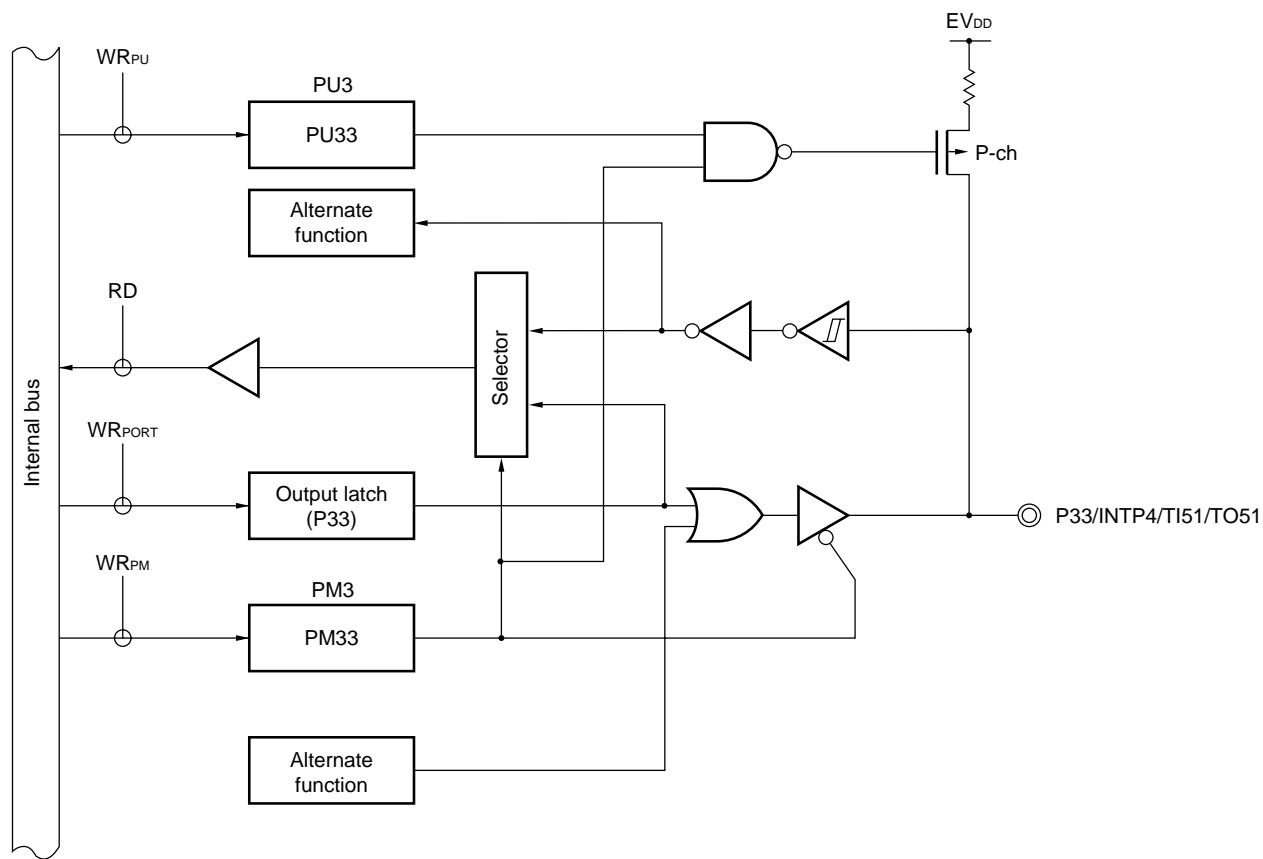 EVDD
WRPU
PU3
PU33
P-ch
Alternate
function
RD
Selector
Internal bus
WRPORT
Output latch
(P33)
P33/INTP4/TI51/TO51
WRPM
PM3
PM33
Alternate
function